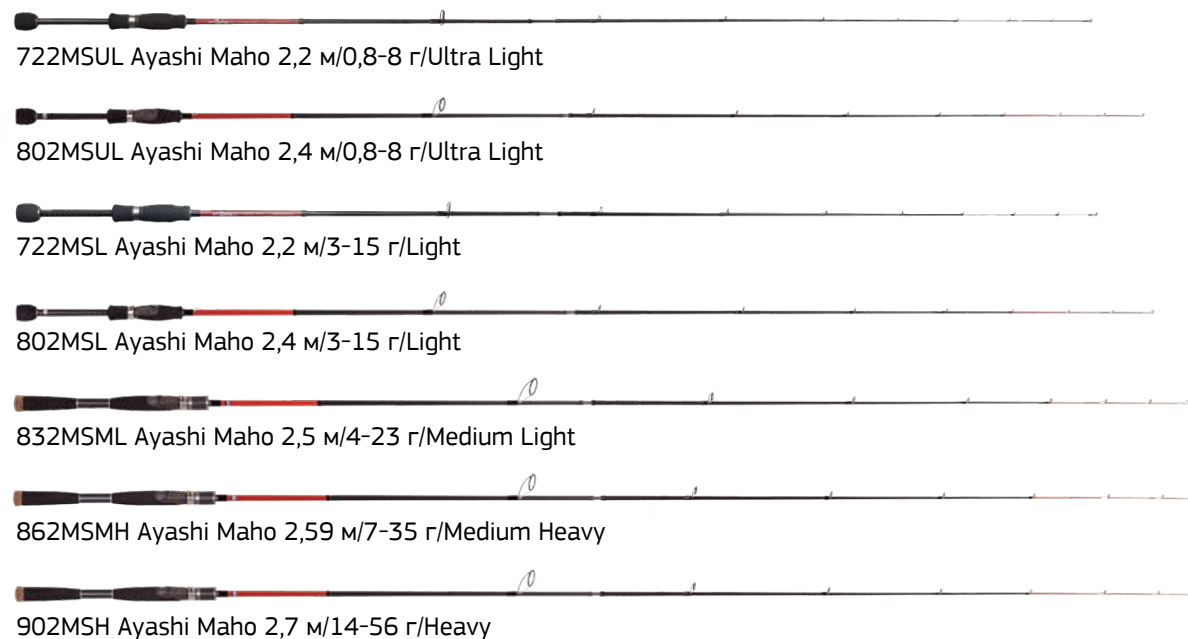 722MSUL Ayashi Maho 2,2 м/0,8-8 г/Ultra Light
802MSUL Ayashi Maho 2,4 м/0,8-8 г/Ultra Light
722MSL Ayashi Maho 2,2 м/3-15 г/Light
802MSL Ayashi Maho 2,4 м/3-15 г/Light
832MSML Ayashi Maho 2,5 м/4-23 г/Medium Light
862MSMH Ayashi Maho 2,59 м/7-35 г/Medium Heavy
902MSH Ayashi Maho 2,7 м/14-56 г/Heavy